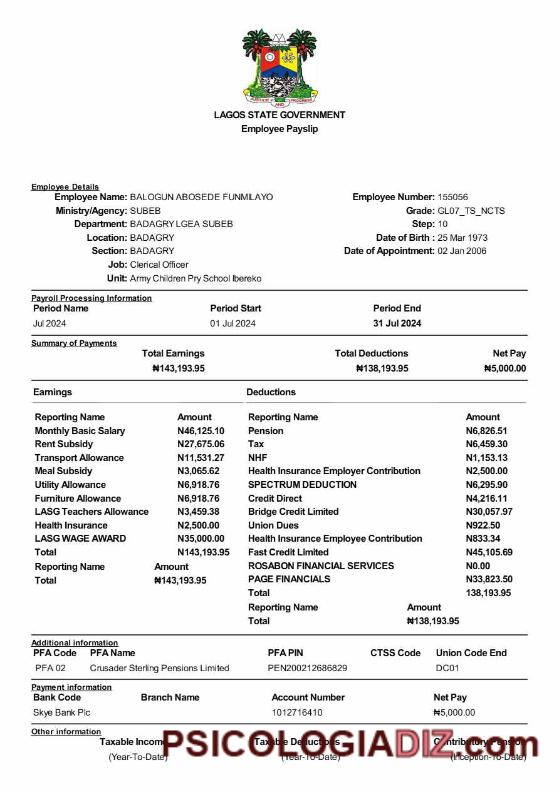 LAGOS STATE GOVERNMENT
Employee Payslip
Employee Details
Employee Name: BALOGUN ABOSEDE FUNMILAYO Employee Number: 155056
Ministry/Agency: SUBEB Grade: GL07_TS_NCTS
Department: BADAGRY LGEA SUBEB Step: 10
Location: BADAGRY Date of Birth : 25 Mar 1973
Section: BADAGRY Date of Appointment: 02 Jan 2006
Job: Clerical Officer
Unit: Army Children Pry School Ibereko
Payroll Processing Information
Period Name Period Start Period End
Jul 2024 01 Jul 2024 31 Jul 2024
Summary of Payments
Total Earnings Total Deductions Net Pay
₦143,193.95 ₦138,193.95 ₦5,000.00
Earnings Deductions
Reporting Name Amount Reporting Name Amount
Monthly Basic Salary N46,125.10 Pension N6,826.51
Rent Subsidy N27,675.06 Tax N6,459.30
Transport Allowance N11,531.27 NHF N1,153.13
Meal Subsidy N3,065.62 Health Insurance Employer Contribution N2,500.00
Utility Allowance N6,918.76 SPECTRUM DEDUCTION N6,295.90
Furniture Allowance N6,918.76 Credit Direct N4,216.11
LASG Teachers Allowance N3,459.38 Bridge Credit Limited N30,057.97
Health Insurance N2,500.00 Union Dues N922.50
LASG WAGE AWARD N35,000.00 Health Insurance Employee Contribution N833.34
Total N143,193.95 Fast Credit Limited N45,105.69
Reporting Name Amount ROSABON FINANCIAL SERVICES N0.00
Total ₦143,193.95 PAGE FINANCIALS N33,823.50
Total 138,193.95
Reporting Name Amount
Total ₦138,193.95
Additional information
PFA Code PFA Name PFA PIN CTSS Code Union Code End
PFA 02 Crusader Sterling Pensions Limited PEN200212686829 DC01
Payment information
Bank Code Branch Name Account Number Net Pay
Skye Bank Plc 1012716410 ₦5,000.00
Other information
Taxable Income Taxable Deductions Contributory Pension
PSICOLOGIADIZ.com
(Year-To-Date) (Year-To-Date) (Inception-To-Date)